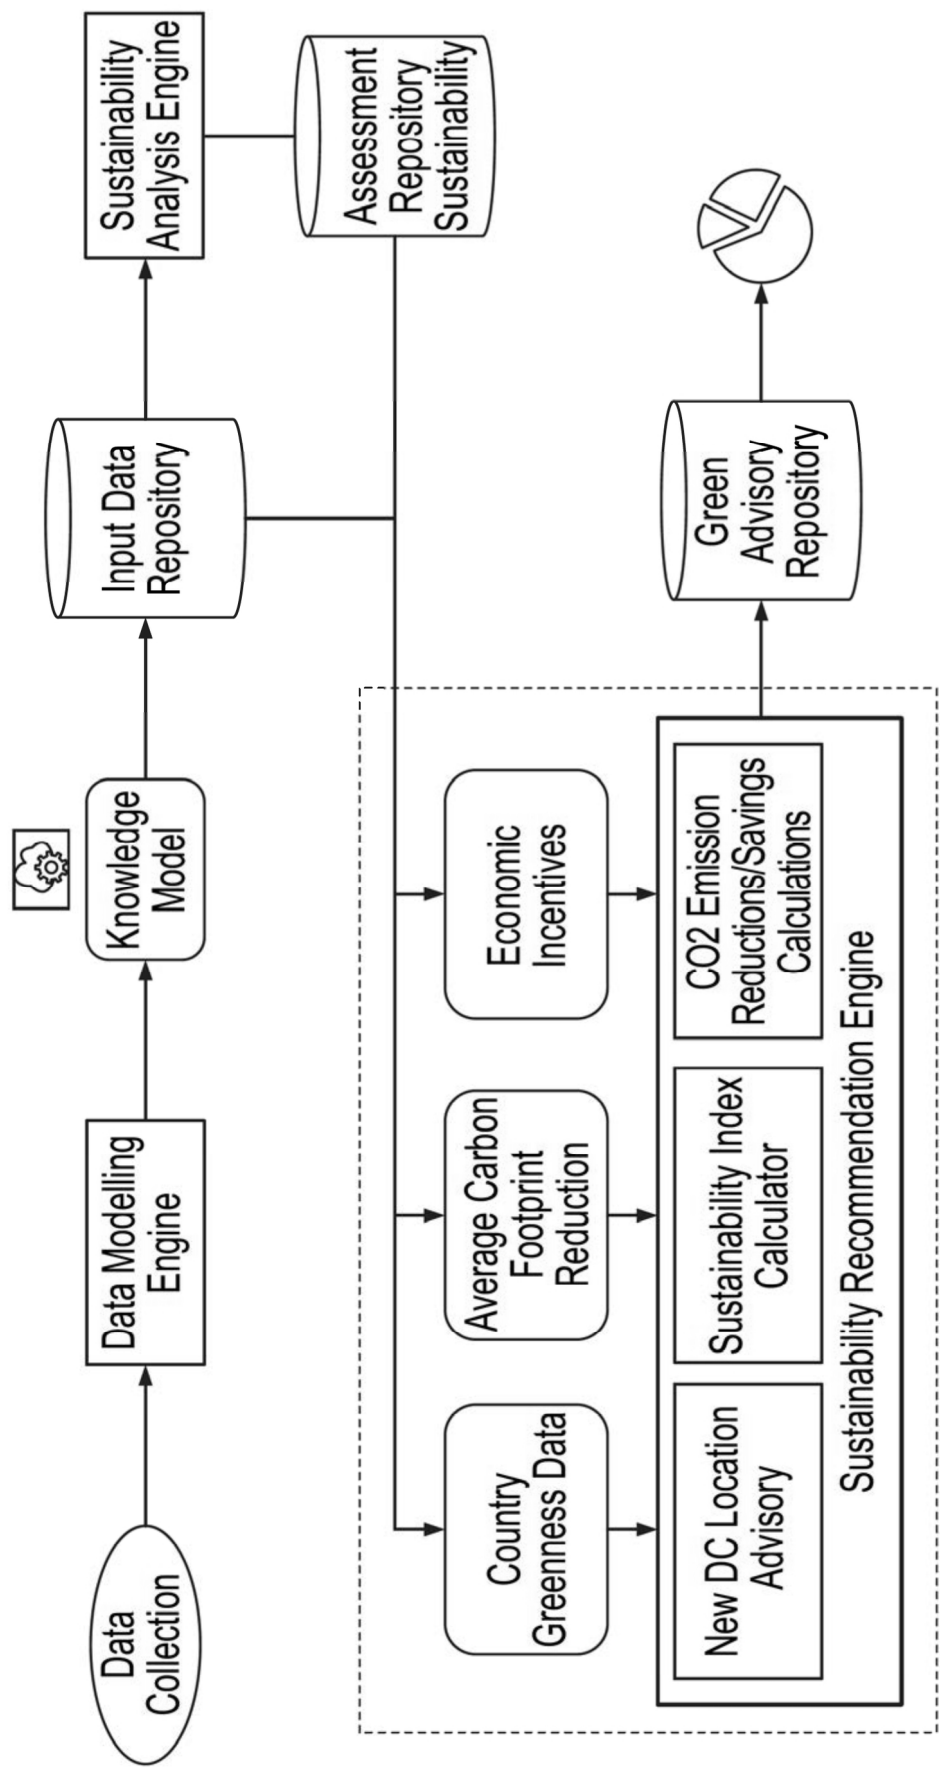 Data
Collection
Data Modelling
Engine
Knowledge
Model
Input Data
Repository
Sustainability
Analysis Engine
Assessment
Repository
Sustainability
Country
Greenness Data
Average Carbon
Footprint
Reduction
Economic
Incentives
New DC Location
Advisory
Sustainability Index
Calculator
CO2 Emission
Reductions/Savings
Calculations
Sustainability Recommendation Engine
Green
Advisory
Repository